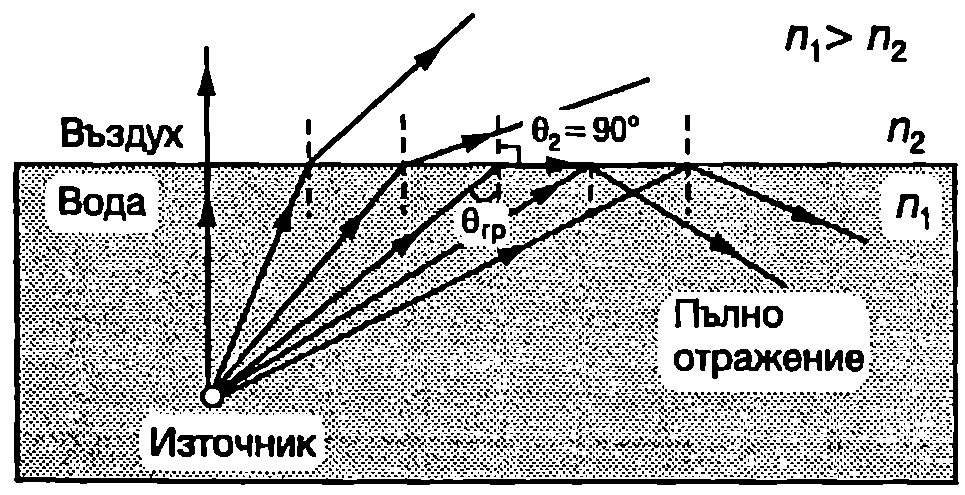 n₁> n₂
Въздух
θ₂ = 90°
n₂
Вода
θгр
n₁
Пълно
отражение
Източник